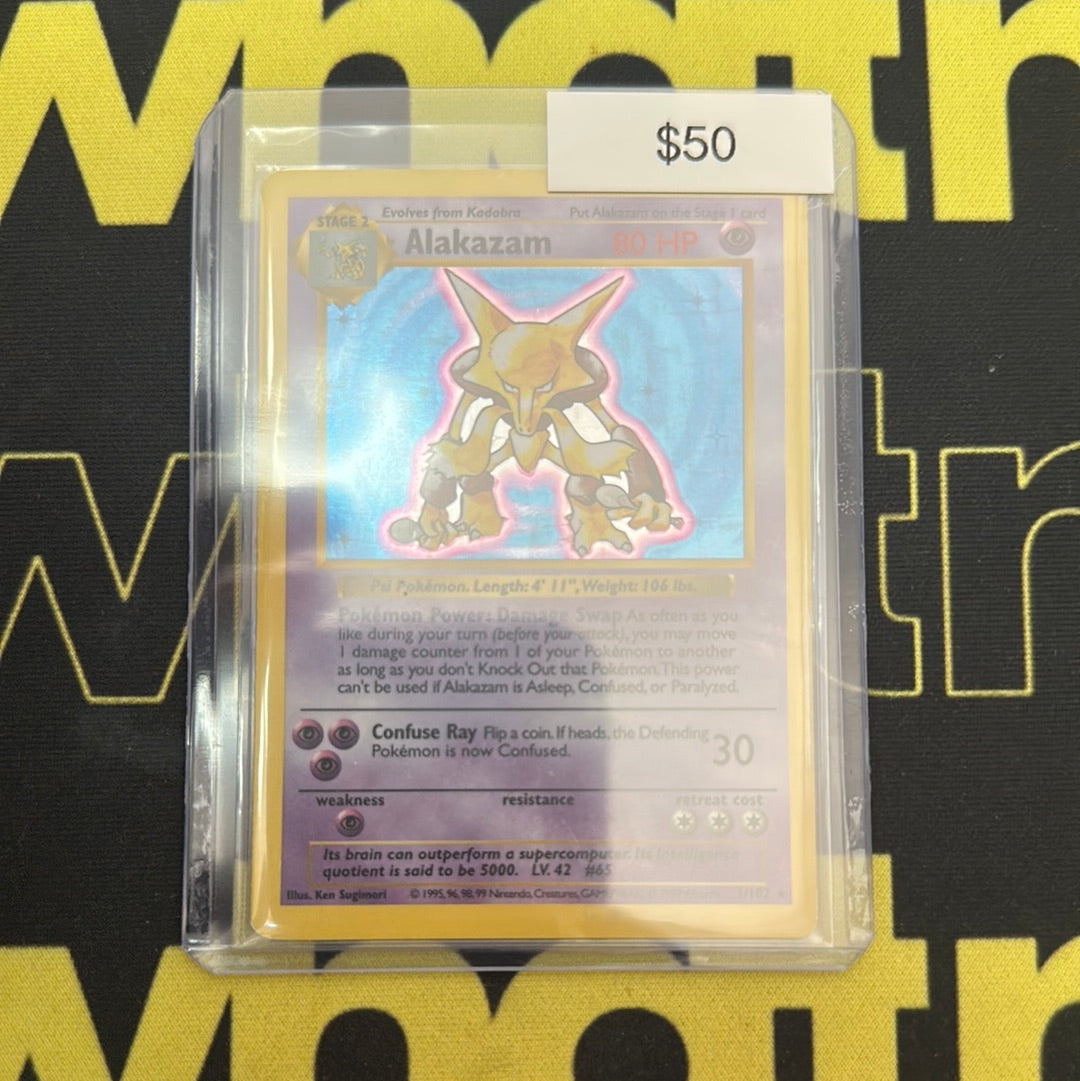 whatn
$50
STAGE 2 Evolves from Kadabra Put Alakazam on the Stage 1 card
Alakazam 80 HP
Psi Pokémon. Length: 4' 11", Weight: 106 lbs.
Pokémon Power: Damage Swap As often as you
like during your turn (before your attack), you may move
1 damage counter from 1 of your Pokémon to another
as long as you don't Knock Out that Pokémon. This power
can't be used if Alakazam is Asleep, Confused, or Paralyzed.
Confuse Ray Flip a coin. If heads, the Defending
Pokémon is now Confused. 30
weakness resistance retreat cost
Its brain can outperform a supercomputer. Its intelligence
quotient is said to be 5000. LV. 42 #65
Illus. Ken Sugimori © 1995, 96, 98, 99 Nintendo, Creatures, GAMEFREAK 1/102
whatn
whatn